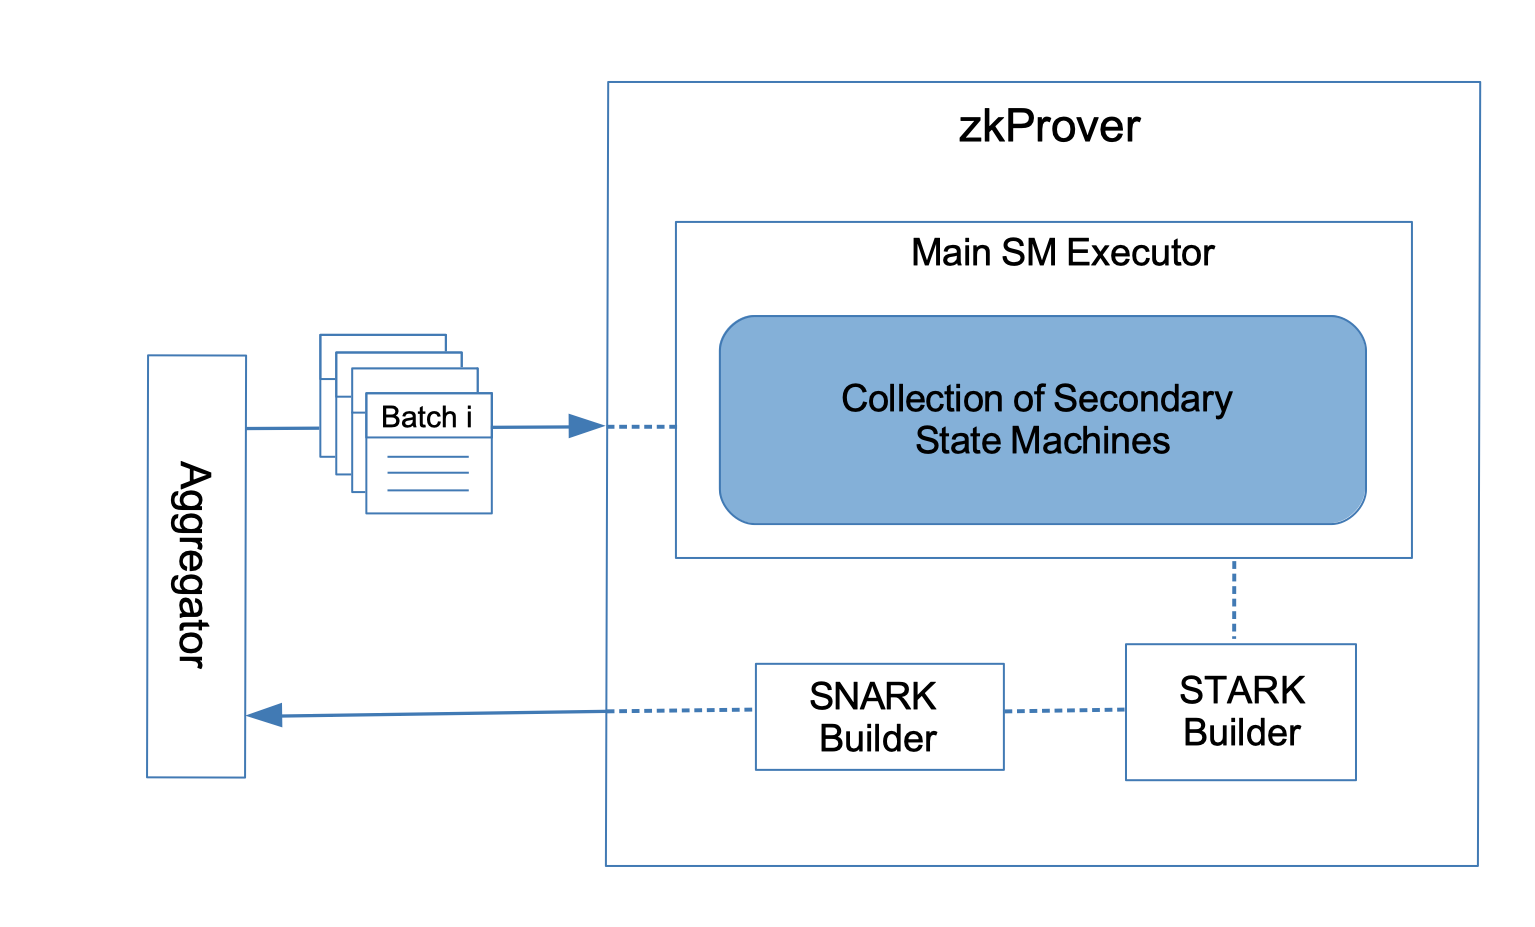 zkProver
Main SM Executor
Collection of Secondary
State Machines
Batch i
Aggregator
SNARK
Builder
STARK
Builder